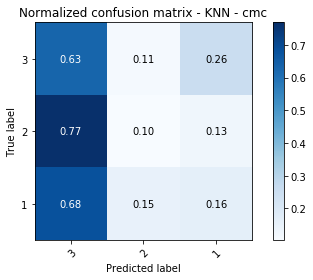 Normalized confusion matrix - KNN - cmc
True label
3 0.63 0.11 0.26
2 0.77 0.10 0.13
1 0.68 0.15 0.16
3 2 1
Predicted label
0.7
0.6
0.5
0.4
0.3
0.2